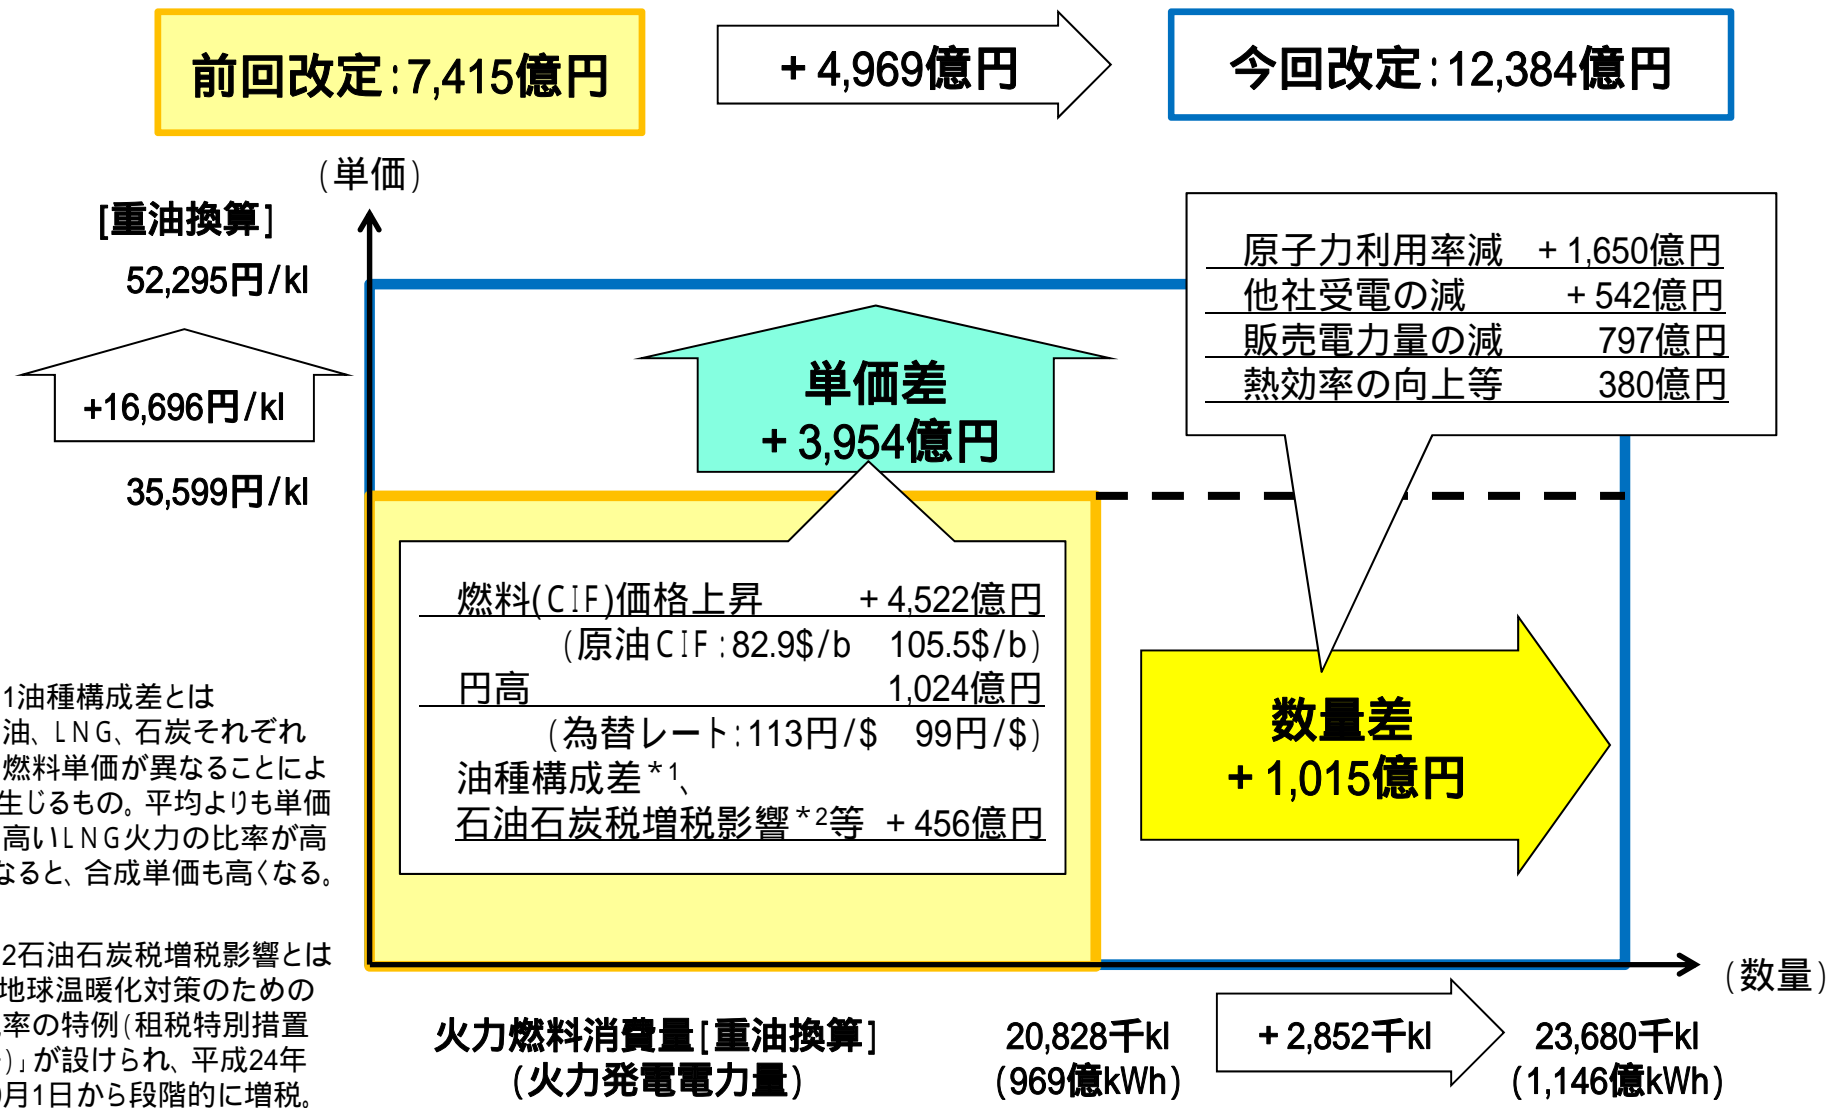 前回改定:7,415億円
+4,969億円
今回改定:12,384億円
(単価)
[重油換算]
52,295円/kl
+16,696円/kl
35,599円/kl
単価差
+3,954億円
原子力利用率減 +1,650億円
他社受電の減 +542億円
販売電力量の減 797億円
熱効率の向上等 380億円
燃料(CIF)価格上昇 +4,522億円
(原油CIF:82.9$/b 105.5$/b)
円高 1,024億円
(為替レート:113円/$ 99円/$)
油種構成差*1、
石油石炭税増税影響*2等 +456億円
数量差
+1,015億円
1油種構成差とは
油、LNG、石炭それぞれ
燃料単価が異なることによ
生じるもの。平均よりも単価
高いLNG火力の比率が高
なると、合成単価も高くなる。
2石油石炭税増税影響とは
地球温暖化対策のための
率の特例(租税特別措置
)」が設けられ、平成24年
月1日から段階的に増税。
(数量)
火力燃料消費量[重油換算]
(火力発電電力量)
20,828千kl
(969億kWh)
+2,852千kl
23,680千kl
(1,146億kWh)